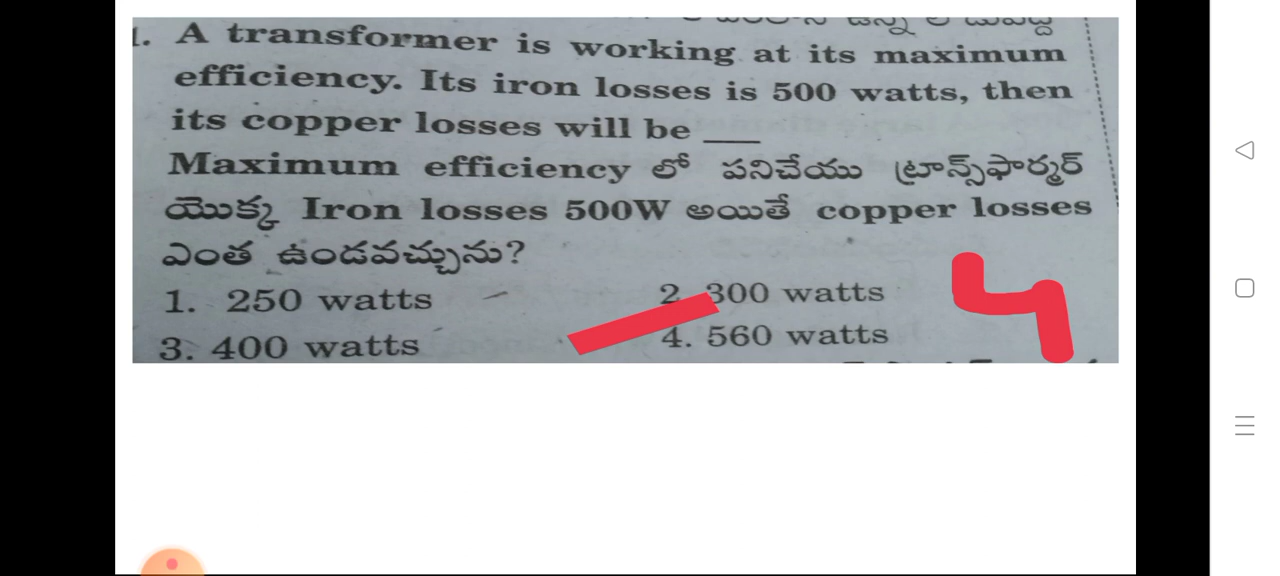 1. A transformer is working at its maximum
efficiency. Its iron losses is 500 watts, then
its copper losses will be ___
Maximum efficiency లో పనిచేయు ట్రాన్స్‌ఫార్మర్
యొక్క Iron losses 500W అయితే copper losses
ఎంత ఉండవచ్చును?
1. 250 watts 2. 300 watts
3. 400 watts 4. 560 watts
4